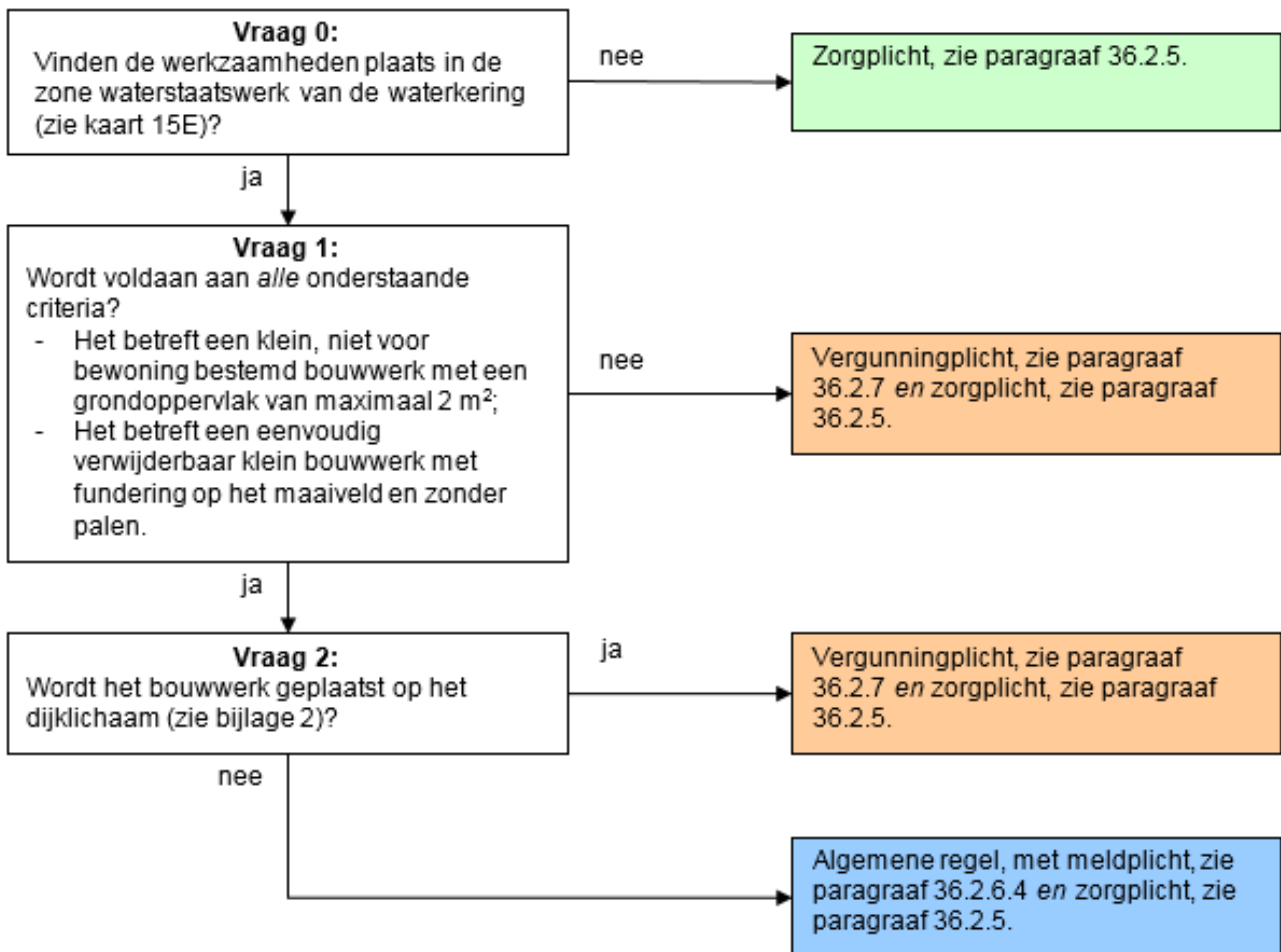 Vraag 0:
Vinden de werkzaamheden plaats in de
zone waterstaatswerk van de waterkering
(zie kaart 15E)?
nee
Zorgplicht, zie paragraaf 36.2.5.
ja
Vraag 1:
Wordt voldaan aan alle onderstaande
criteria?
- Het betreft een klein, niet voor
bewoning bestemd bouwwerk met een
grondoppervlak van maximaal 2 m²;
- Het betreft een eenvoudig
verwijderbaar klein bouwwerk met
fundering op het maaiveld en zonder
palen.
nee
Vergunningplicht, zie paragraaf
36.2.7 en zorgplicht, zie paragraaf
36.2.5.
ja
Vraag 2:
Wordt het bouwwerk geplaatst op het
dijklichaam (zie bijlage 2)?
ja
Vergunningplicht, zie paragraaf
36.2.7 en zorgplicht, zie paragraaf
36.2.5.
nee
Algemene regel, met meldplicht, zie
paragraaf 36.2.6.4 en zorgplicht, zie
paragraaf 36.2.5.